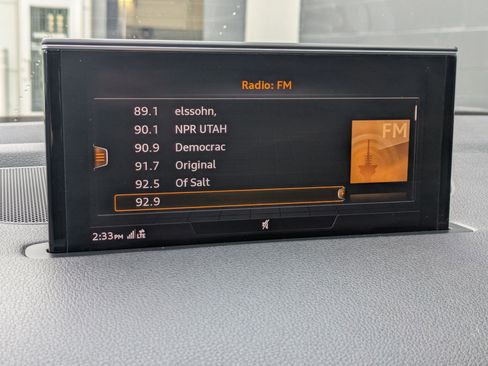 Radio: FM
89.1 elssohn,
90.1 NPR UTAH
90.9 Democrac
91.7 Original
92.5 Of Salt
92.9
FM
2:33PM LTE